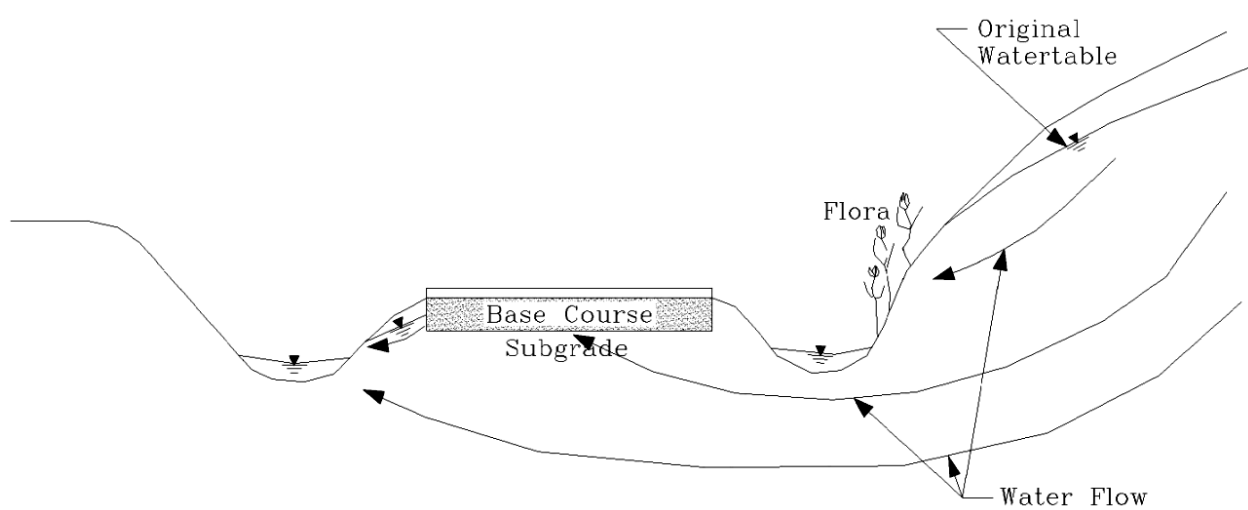 Original
Watertable
Flora
Base Course
Subgrade
Water Flow